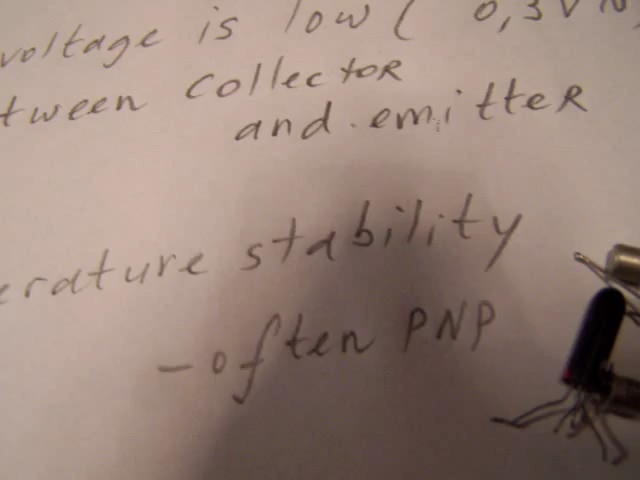 voltage is low ( 0,3V
tween collector
and emitter
erature stability
- often PNP